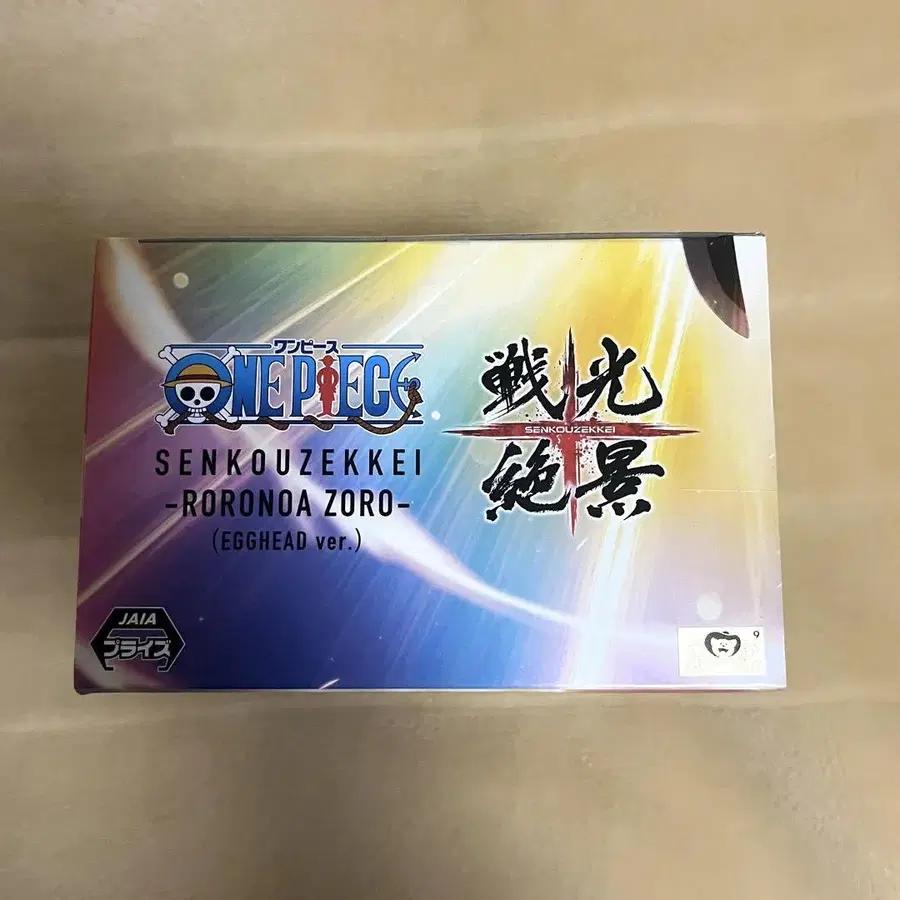 ワンピース
ONE PIECE
SENKOUZEKKEI
-RORONOA ZORO-
(EGGHEAD ver.)
戦光
SENKOUZEKKEI
絶景
JAIA
プライズ
9